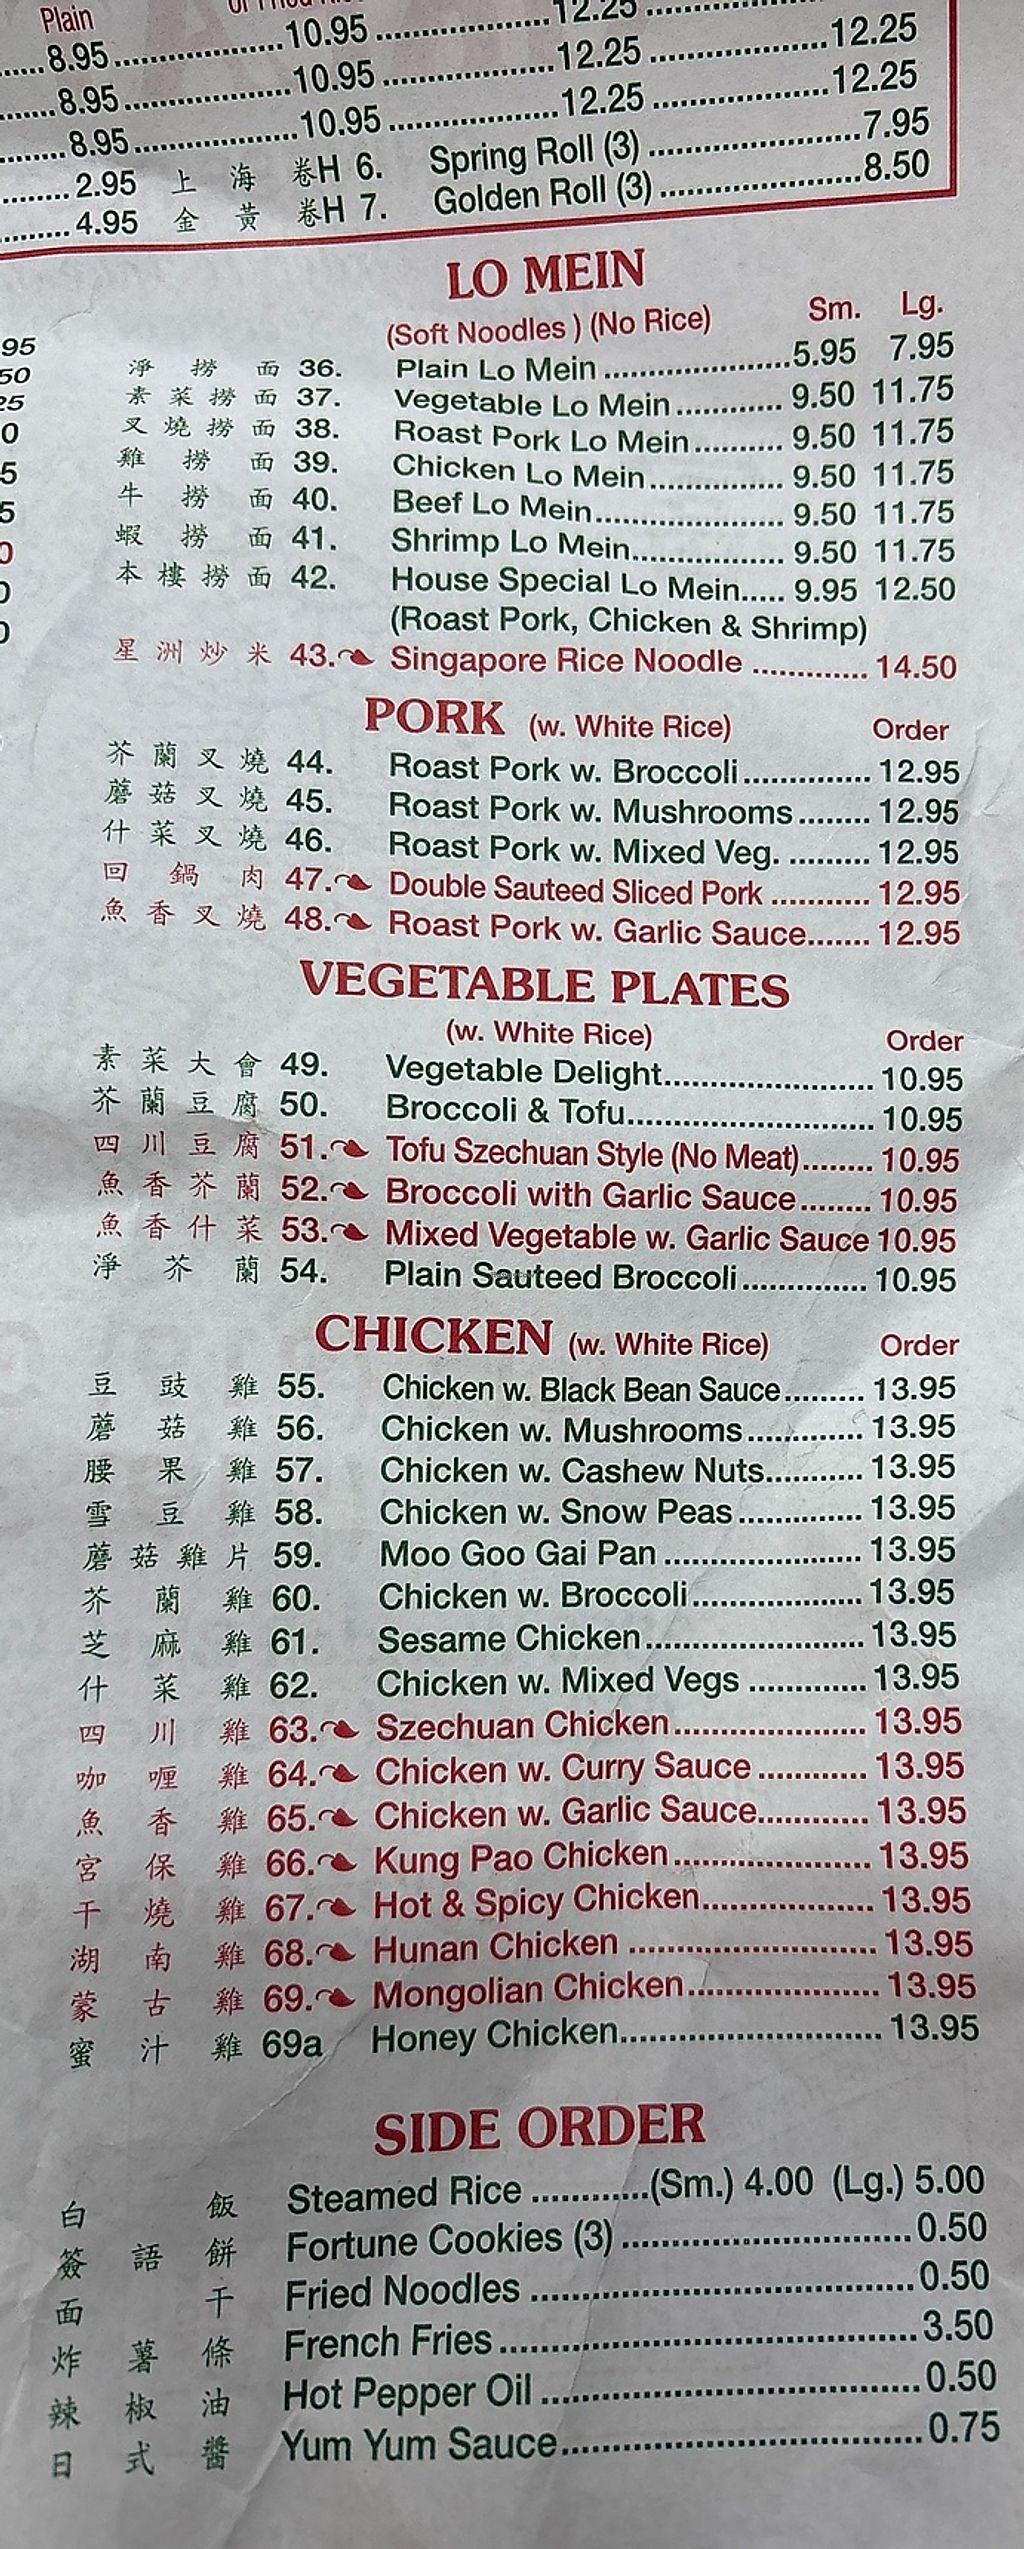 Plain
8.95 10.95 12.25
8.95 10.95 12.25 12.25
8.95 10.95 12.25 12.25
2.95 上海卷 H 6. Spring Roll (3) 7.95
4.95 金黃卷 H 7. Golden Roll (3) 8.50
LO MEIN
(Soft Noodles ) (No Rice) Sm. Lg.
淨撈面 36. Plain Lo Mein 5.95 7.95
素菜撈面 37. Vegetable Lo Mein 9.50 11.75
叉燒撈面 38. Roast Pork Lo Mein 9.50 11.75
雞撈面 39. Chicken Lo Mein 9.50 11.75
牛撈面 40. Beef Lo Mein 9.50 11.75
蝦撈面 41. Shrimp Lo Mein 9.50 11.75
本樓撈面 42. House Special Lo Mein 9.95 12.50
(Roast Pork, Chicken & Shrimp)
星洲炒米 43. Singapore Rice Noodle 14.50
PORK (w. White Rice) Order
芥蘭叉燒 44. Roast Pork w. Broccoli 12.95
蘑菇叉燒 45. Roast Pork w. Mushrooms 12.95
什菜叉燒 46. Roast Pork w. Mixed Veg. 12.95
回鍋肉 47. Double Sauteed Sliced Pork 12.95
魚香叉燒 48. Roast Pork w. Garlic Sauce 12.95
VEGETABLE PLATES
(w. White Rice) Order
素菜大會 49. Vegetable Delight 10.95
芥蘭豆腐 50. Broccoli & Tofu 10.95
四川豆腐 51. Tofu Szechuan Style (No Meat) 10.95
魚香芥蘭 52. Broccoli with Garlic Sauce 10.95
魚香什菜 53. Mixed Vegetable w. Garlic Sauce 10.95
淨芥蘭 54. Plain Sauteed Broccoli 10.95
CHICKEN (w. White Rice) Order
豆豉雞 55. Chicken w. Black Bean Sauce 13.95
蘑菇雞 56. Chicken w. Mushrooms 13.95
腰果雞 57. Chicken w. Cashew Nuts 13.95
雪豆雞 58. Chicken w. Snow Peas 13.95
蘑菇雞片 59. Moo Goo Gai Pan 13.95
芥蘭雞 60. Chicken w. Broccoli 13.95
芝麻雞 61. Sesame Chicken 13.95
什菜雞 62. Chicken w. Mixed Vegs 13.95
四川雞 63. Szechuan Chicken 13.95
咖喱雞 64. Chicken w. Curry Sauce 13.95
魚香雞 65. Chicken w. Garlic Sauce 13.95
宮保雞 66. Kung Pao Chicken 13.95
干燒雞 67. Hot & Spicy Chicken 13.95
湖南雞 68. Hunan Chicken 13.95
蒙古雞 69. Mongolian Chicken 13.95
蜜汁雞 69a Honey Chicken 13.95
SIDE ORDER
白飯 Steamed Rice (Sm.) 4.00 (Lg.) 5.00
簽語餅 Fortune Cookies (3) 0.50
面干 Fried Noodles 0.50
炸薯條 French Fries 3.50
辣椒油 Hot Pepper Oil 0.50
日式醬 Yum Yum Sauce 0.75